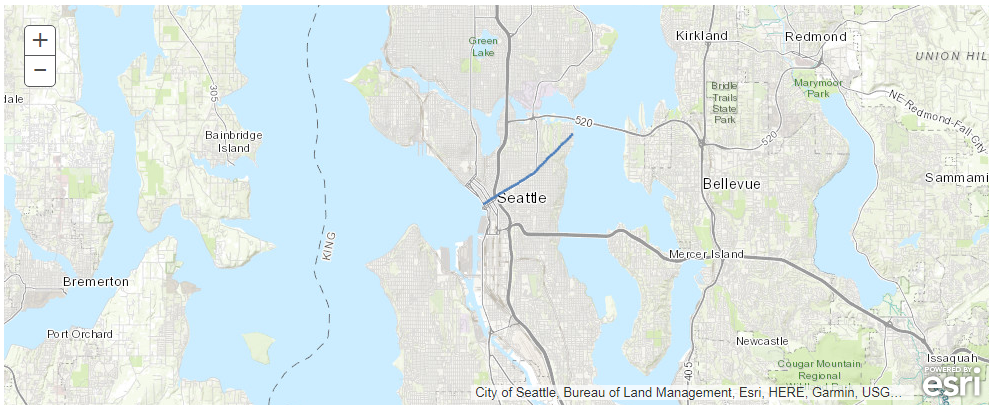 +
−
dale
305
Bainbridge
Island
KING
Bremerton
Port Orchard
Green
Lake
Kirkland
Redmond
UNION HIL
Marymoor
Park
Bridle
Trails
State
Park
NE-Redmond-Fall-City
520
520
Seattle
Bellevue
Sammami
Mercer Island
Newcastle
Cougar Mountain
Regional
Issaquah
405
POWERED BY
esri
City of Seattle, Bureau of Land Management, Esri, HERE, Garmin, USG...